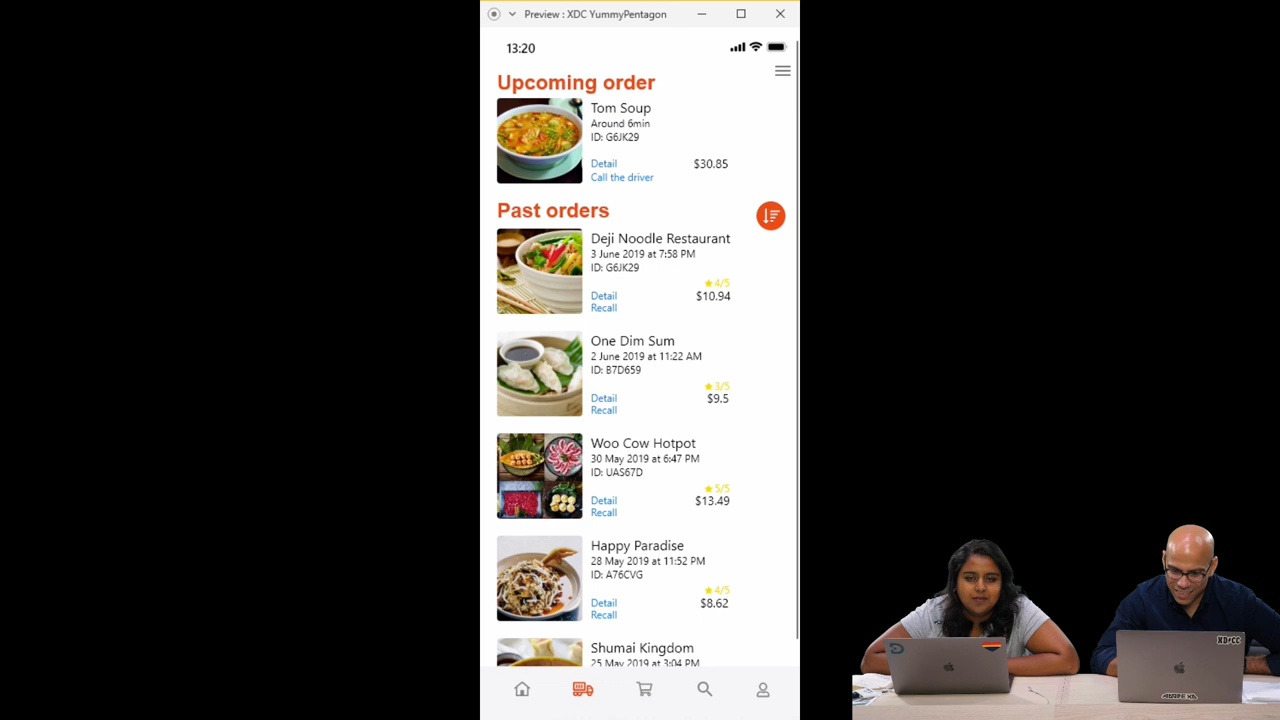 Preview : XDC YummyPentagon
13:20
Upcoming order
Tom Soup
Around 6min
ID: G6JK29
Detail
$30.85
Call the driver
Past orders
Deji Noodle Restaurant
3 June 2019 at 7:58 PM
ID: G6JK29
4/5
Detail
$10.94
Recall
One Dim Sum
2 June 2019 at 11:22 AM
ID: B7D659
3/5
Detail
$9.5
Recall
Woo Cow Hotpot
30 May 2019 at 6:47 PM
ID: UAS67D
5/5
Detail
$13.49
Recall
Happy Paradise
28 May 2019 at 11:52 PM
ID: A76CVG
4/5
Detail
$8.62
Recall
Shumai Kingdom
25 May 2019 at 3:04 PM